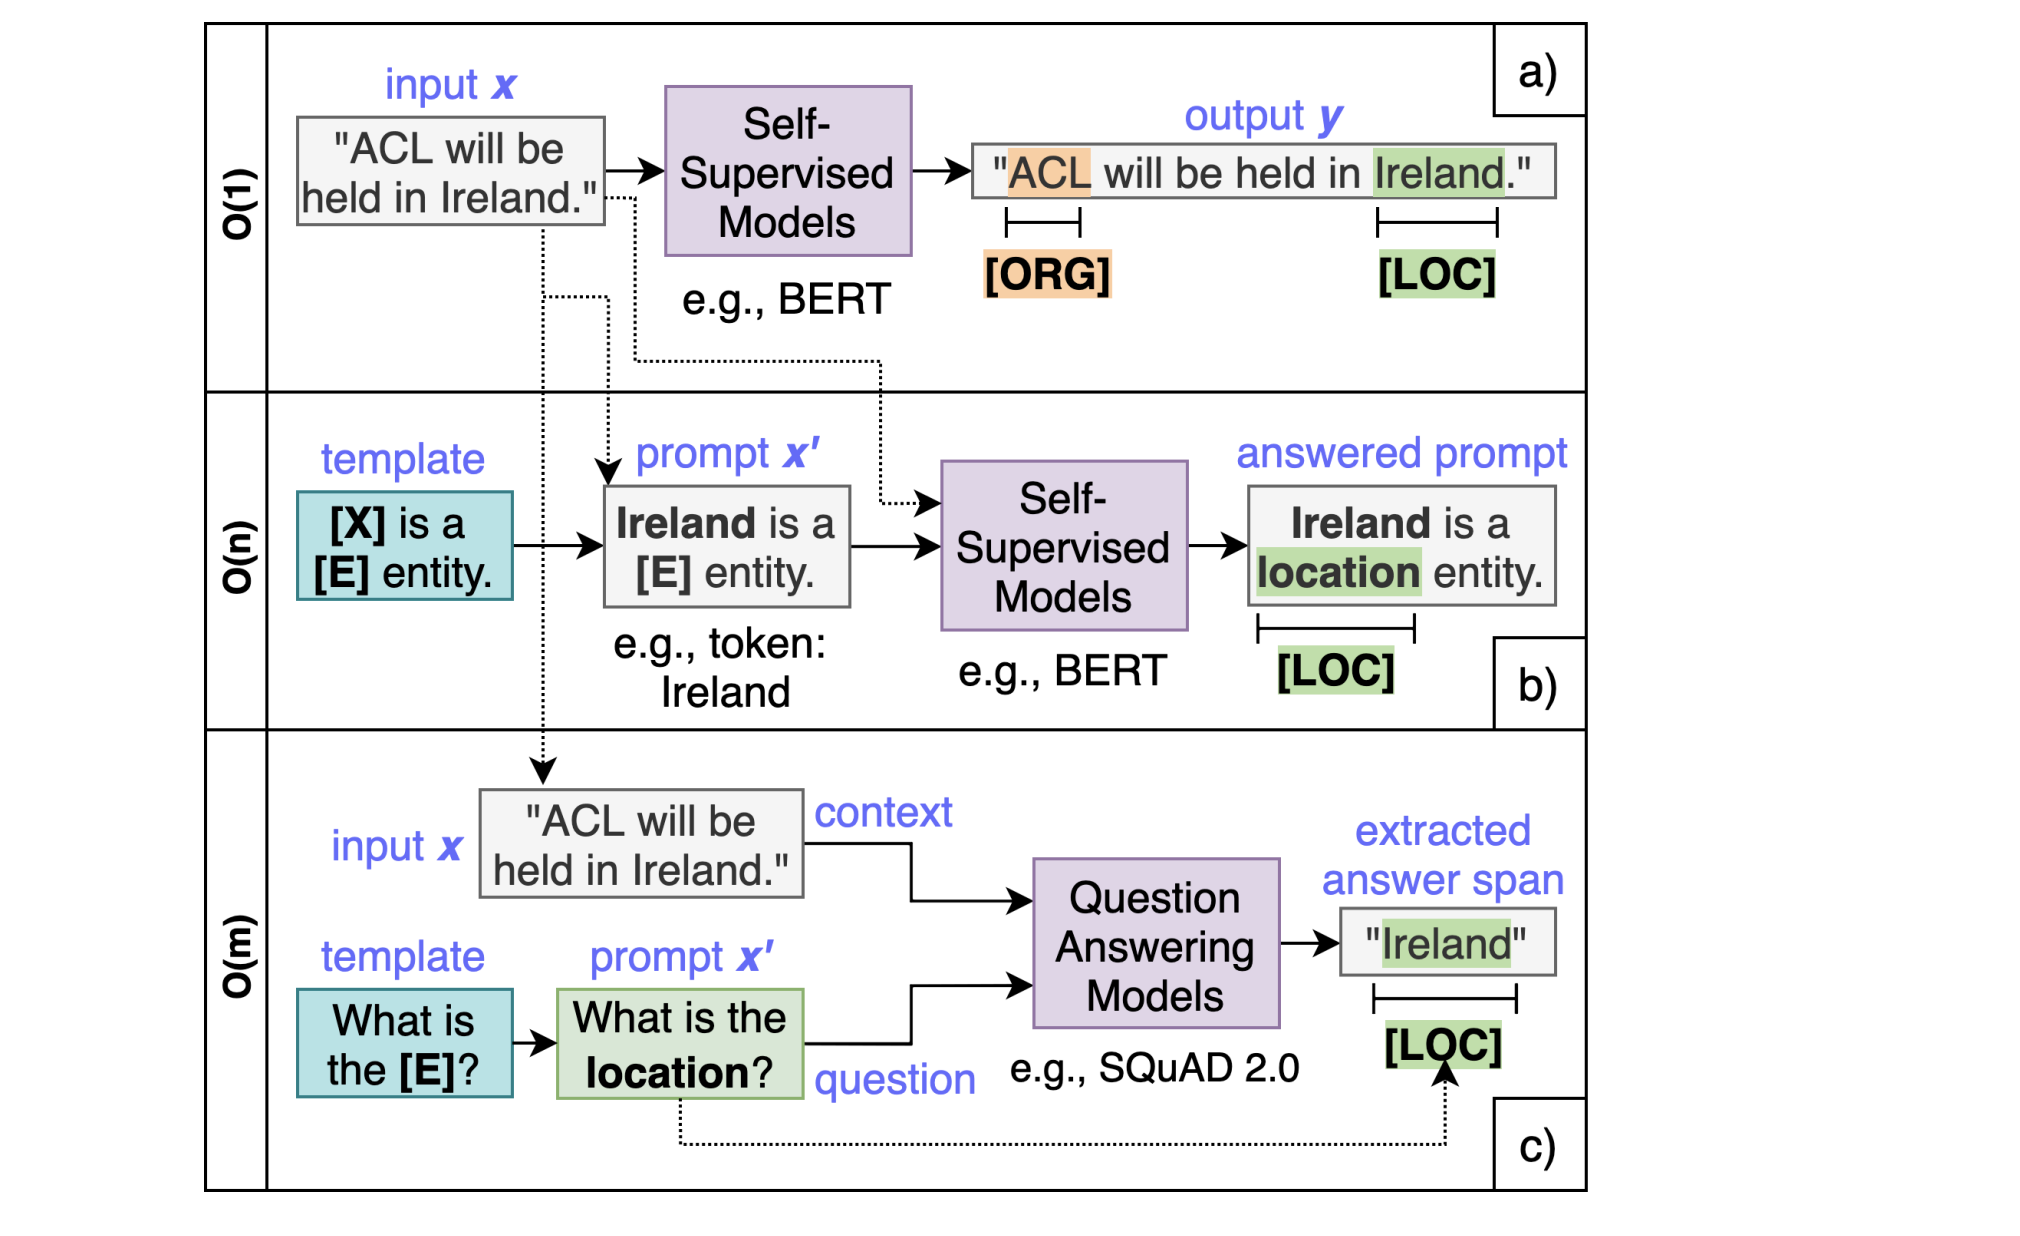 a)
O(1)
input x
"ACL will be
held in Ireland."
Self-
Supervised
Models
e.g., BERT
output y
"ACL will be held in Ireland."
[ORG]
[LOC]
O(n)
template
[X] is a
[E] entity.
prompt x'
Ireland is a
[E] entity.
e.g., token:
Ireland
Self-
Supervised
Models
e.g., BERT
answered prompt
Ireland is a
location entity.
[LOC]
b)
O(m)
input x
"ACL will be
held in Ireland."
context
template
What is
the [E]?
prompt x'
What is the
location?
question
Question
Answering
Models
e.g., SQuAD 2.0
extracted
answer span
"Ireland"
[LOC]
c)